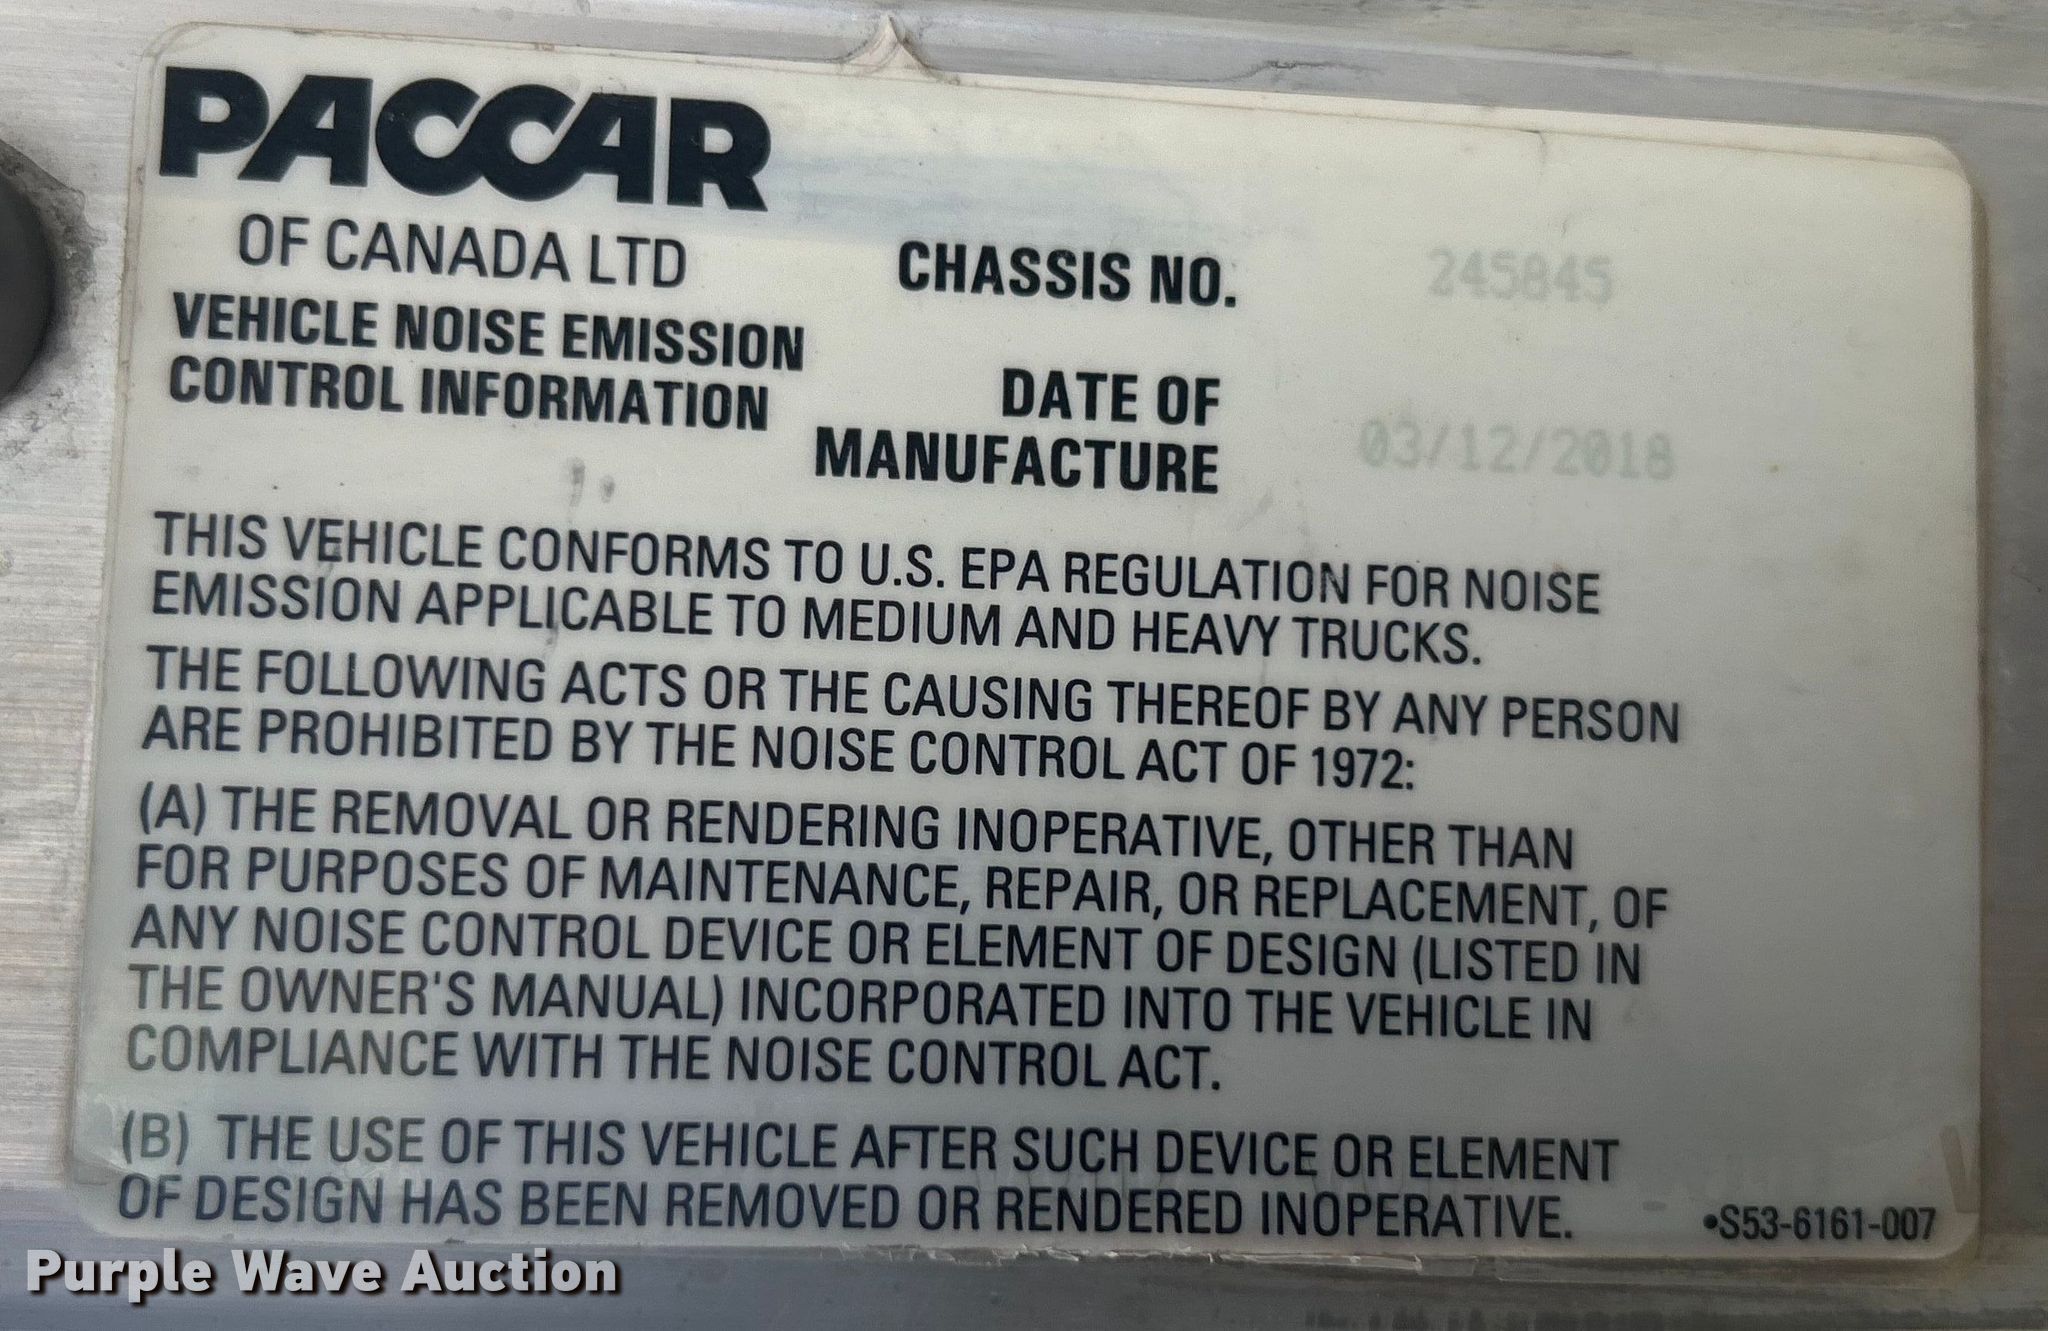 PACCAR
OF CANADA LTD
VEHICLE NOISE EMISSION
CONTROL INFORMATION
CHASSIS NO. 245845
DATE OF
MANUFACTURE 03/12/2018
THIS VEHICLE CONFORMS TO U.S. EPA REGULATION FOR NOISE
EMISSION APPLICABLE TO MEDIUM AND HEAVY TRUCKS.
THE FOLLOWING ACTS OR THE CAUSING THEREOF BY ANY PERSON
ARE PROHIBITED BY THE NOISE CONTROL ACT OF 1972:
(A) THE REMOVAL OR RENDERING INOPERATIVE, OTHER THAN
FOR PURPOSES OF MAINTENANCE, REPAIR, OR REPLACEMENT, OF
ANY NOISE CONTROL DEVICE OR ELEMENT OF DESIGN (LISTED IN
THE OWNER'S MANUAL) INCORPORATED INTO THE VEHICLE IN
COMPLIANCE WITH THE NOISE CONTROL ACT.
(B) THE USE OF THIS VEHICLE AFTER SUCH DEVICE OR ELEMENT
OF DESIGN HAS BEEN REMOVED OR RENDERED INOPERATIVE.
•S53-6161-007
Purple Wave Auction